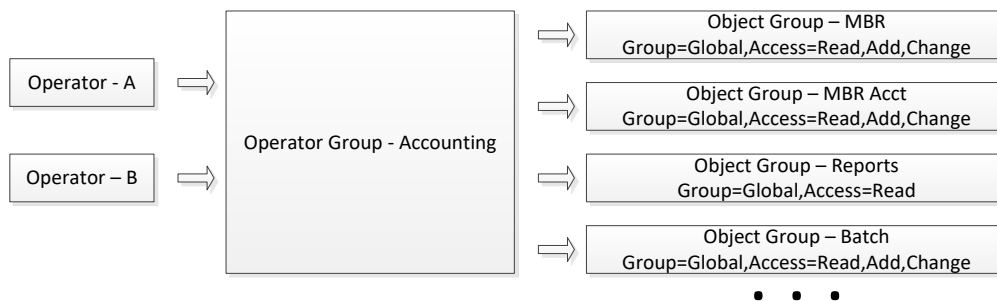 Operator - A
Operator – B
Operator Group - Accounting
Object Group – MBR
Group=Global,Access=Read,Add,Change
Object Group – MBR Acct
Group=Global,Access=Read,Add,Change
Object Group – Reports
Group=Global,Access=Read
Object Group – Batch
Group=Global,Access=Read,Add,Change
. . .